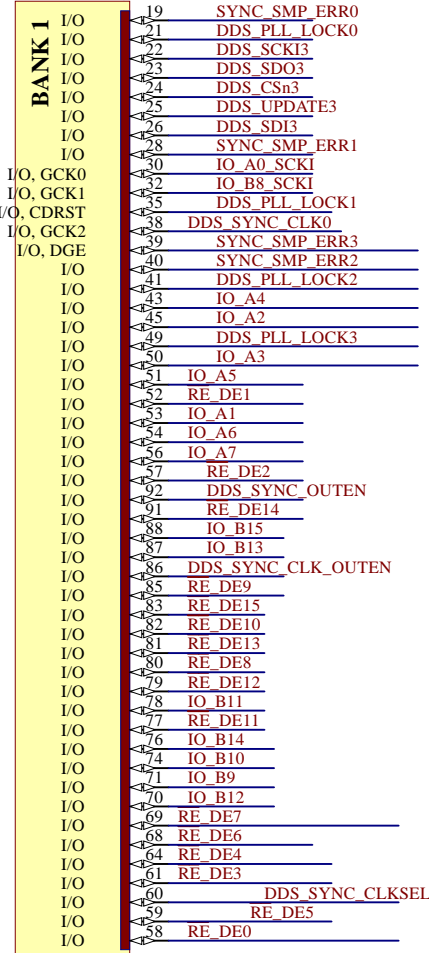 BANK 1
I/O 19 SYNC_SMP_ERR0
I/O 21 DDS_PLL_LOCK0
I/O 22 DDS_SCKI3
I/O 23 DDS_SDO3
I/O 24 DDS_CSn3
I/O 25 DDS_UPDATE3
I/O 26 DDS_SDI3
I/O 28 SYNC_SMP_ERR1
I/O, GCK0 30 IO_A0_SCKI
I/O, GCK1 32 IO_B8_SCKI
I/O, CDRST 35 DDS_PLL_LOCK1
I/O, GCK2 38 DDS_SYNC_CLK0
I/O, DGE 39 SYNC_SMP_ERR3
I/O 40 SYNC_SMP_ERR2
I/O 41 DDS_PLL_LOCK2
I/O 43 IO_A4
I/O 45 IO_A2
I/O 49 DDS_PLL_LOCK3
I/O 50 IO_A3
I/O 51 IO_A5
I/O 52 RE_DE1
I/O 53 IO_A1
I/O 54 IO_A6
I/O 56 IO_A7
I/O 57 RE_DE2
I/O 92 DDS_SYNC_OUTEN
I/O 91 RE_DE14
I/O 88 IO_B15
I/O 87 IO_B13
I/O 86 DDS_SYNC_CLK_OUTEN
I/O 85 RE_DE9
I/O 83 RE_DE15
I/O 82 RE_DE10
I/O 81 RE_DE13
I/O 80 RE_DE8
I/O 79 RE_DE12
I/O 78 IO_B11
I/O 77 RE_DE11
I/O 76 IO_B14
I/O 74 IO_B10
I/O 71 IO_B9
I/O 70 IO_B12
I/O 69 RE_DE7
I/O 68 RE_DE6
I/O 64 RE_DE4
I/O 61 RE_DE3
I/O 60 DDS_SYNC_CLKSEL
I/O 59 RE_DE5
I/O 58 RE_DE0